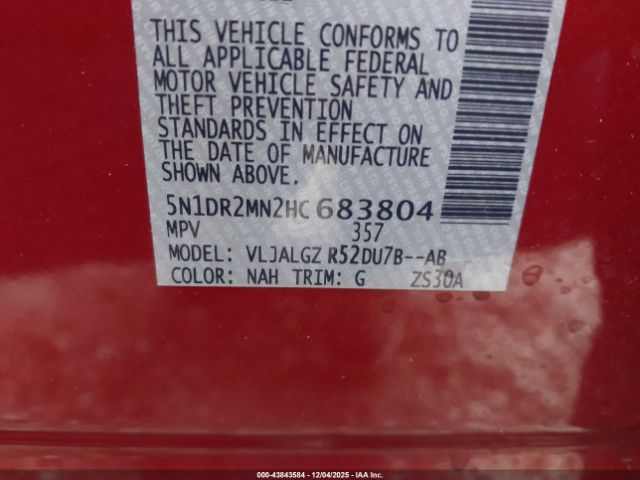 THIS VEHICLE CONFORMS TO
ALL APPLICABLE FEDERAL
MOTOR VEHICLE SAFETY AND
THEFT PREVENTION
STANDARDS IN EFFECT ON
THE DATE OF MANUFACTURE
SHOWN ABOVE.
5N1DR2MN2HC683804
MPV 357
MODEL: VLJALGZ R52DU7B--AB
COLOR: NAH TRIM: G ZS30A
000-43843584 | 12/04/2025 - IAA Inc.